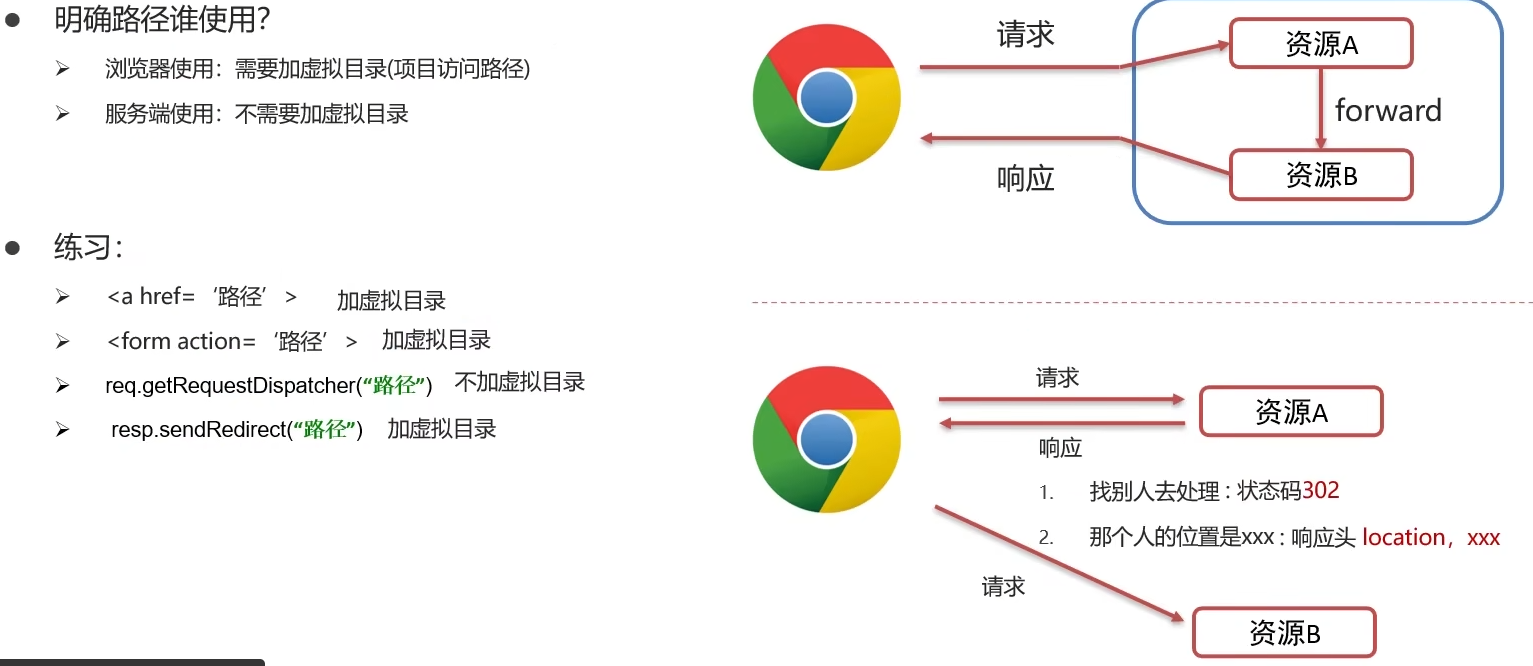 明确路径谁使用？
浏览器使用：需要加虚拟目录(项目访问路径)
服务端使用：不需要加虚拟目录
练习：
<a href=‘路径’> 加虚拟目录
<form action=‘路径’> 加虚拟目录
req.getRequestDispatcher(“路径”) 不加虚拟目录
resp.sendRedirect(“路径”) 加虚拟目录
请求
资源A
forward
资源B
响应
请求
资源A
响应
1. 找别人去处理：状态码302
2. 那个人的位置是xxx：响应头 location，xxx
请求
资源B